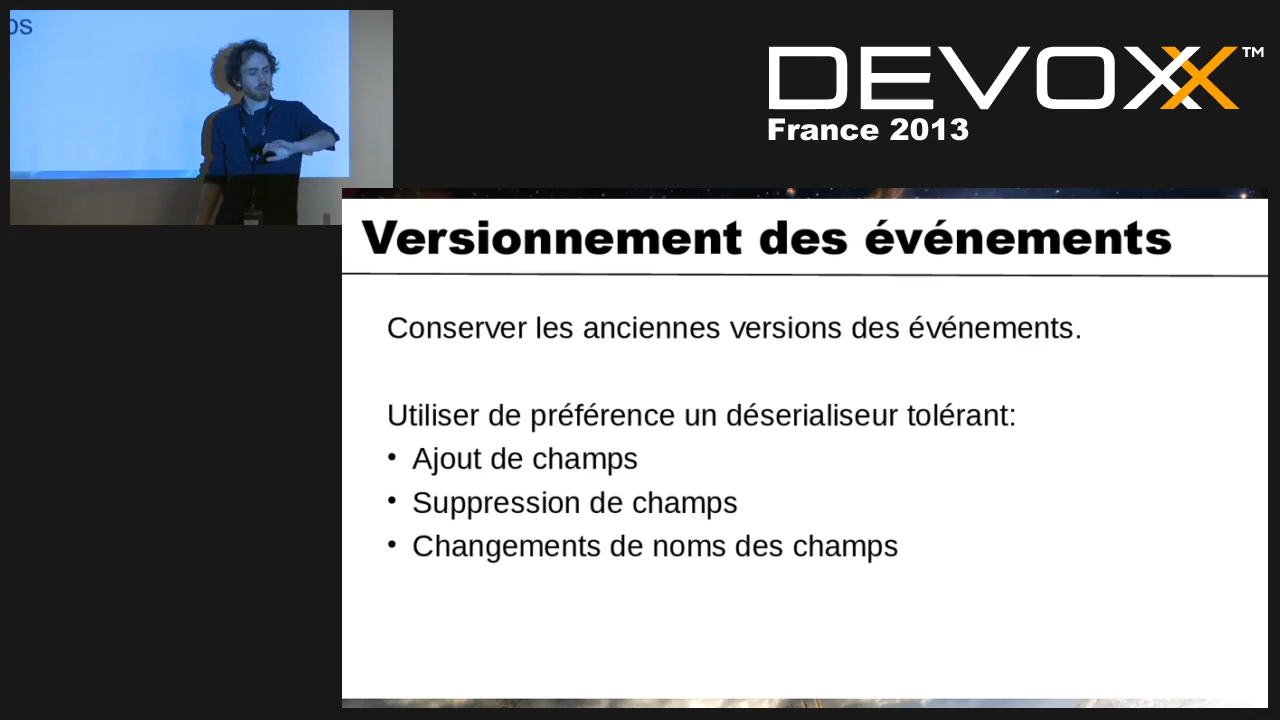 os
DEVOXX™
France 2013
Versionnement des événements
Conserver les anciennes versions des événements.
Utiliser de préférence un déserialiseur tolérant:
• Ajout de champs
• Suppression de champs
• Changements de noms des champs